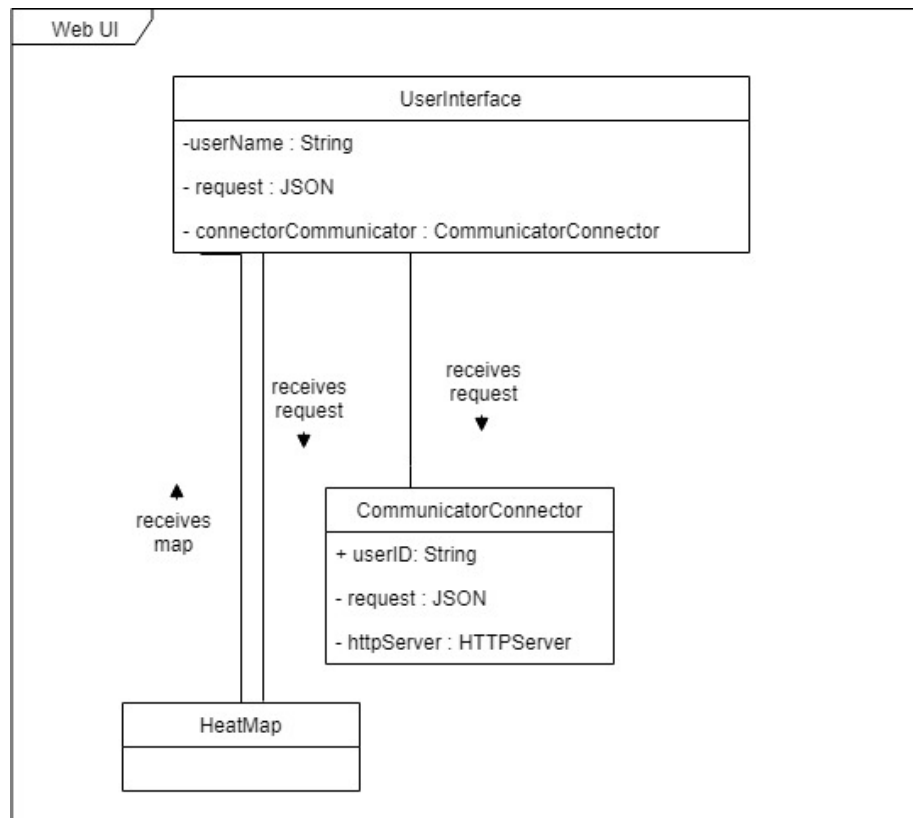 Web UI
UserInterface
-userName : String
- request : JSON
- connectorCommunicator : CommunicatorConnector
receives
request
receives
request
receives
map
CommunicatorConnector
+ userID: String
- request : JSON
- httpServer : HTTPServer
HeatMap